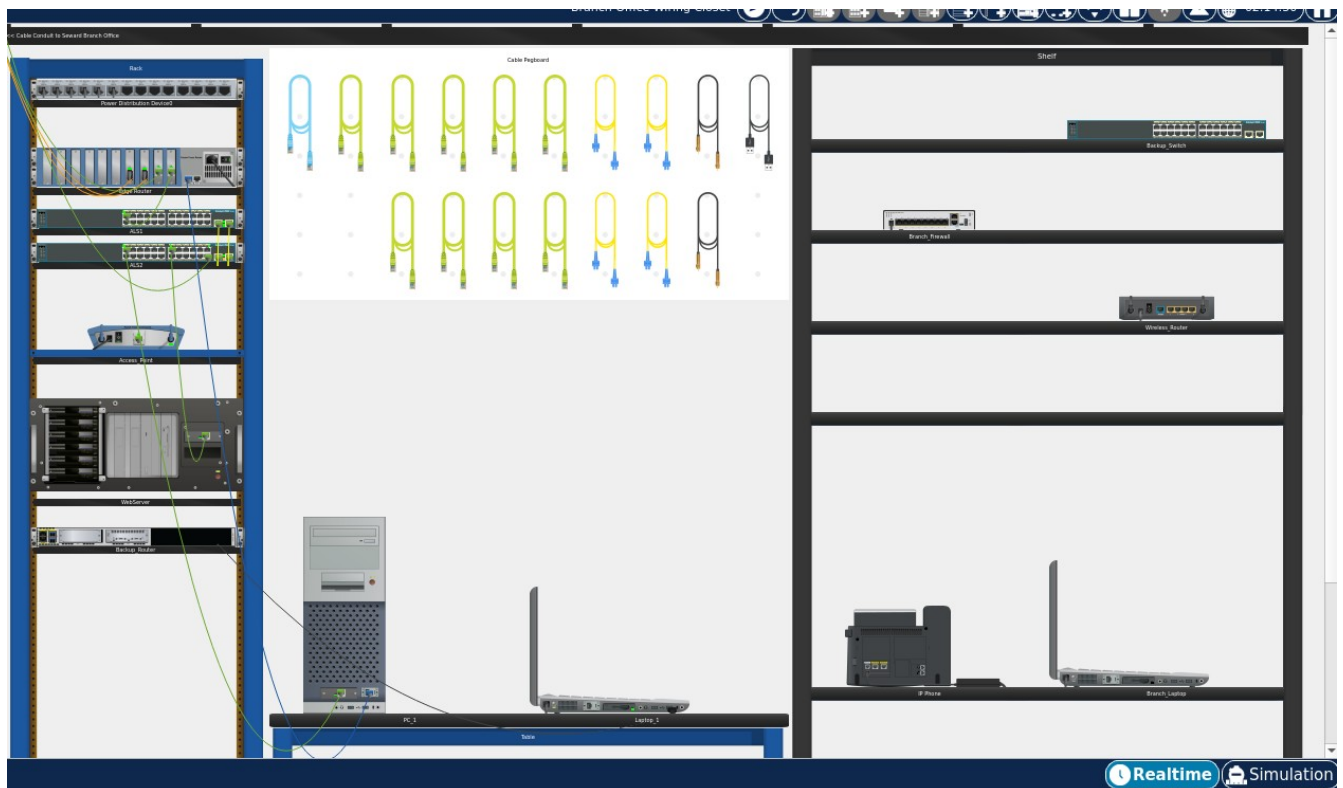 Branch Office Wiring Closet
<< Cable Conduit to Seward Branch Office
Rack
Power Distribution Device0
Edge Router
ALS1
ALS2
Access_Point
WebServer
Backup_Router
Cable Pegboard
PC_1
Laptop_1
Table
Shelf
Backup_Switch
Branch_Firewall
Wireless_Router
IP Phone
Branch_Laptop
Realtime
Simulation